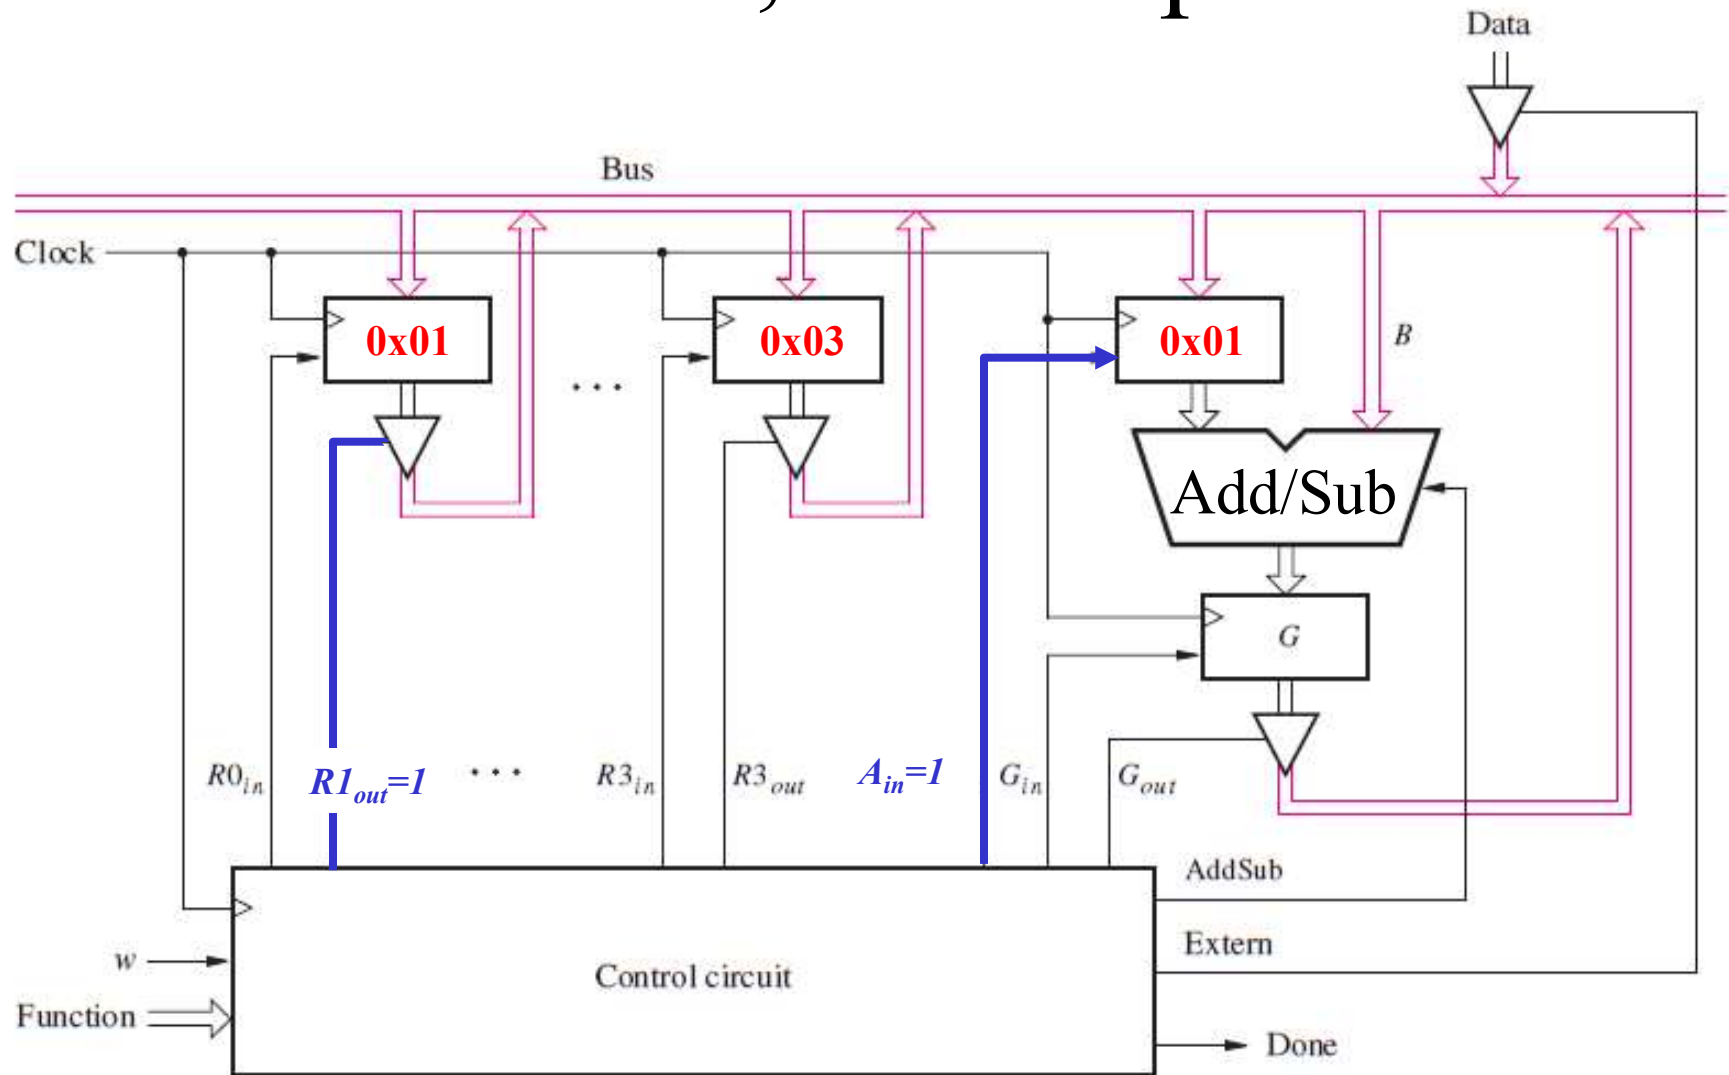 Data
Bus
Clock
0x01
0x03
0x01
B
. . .
Add/Sub
G
R0in
R1out=1
. . .
R3in
R3out
Ain=1
Gin
Gout
AddSub
Extern
w
Control circuit
Function
Done